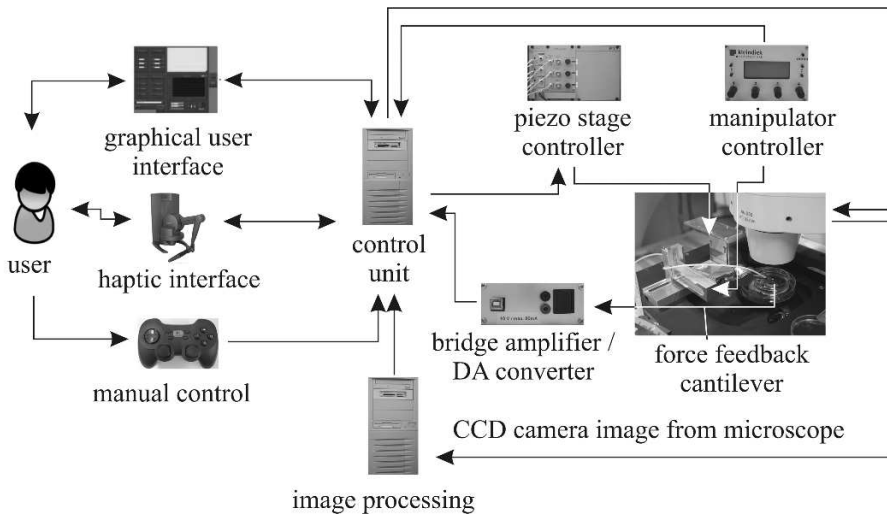 graphical user
interface
piezo stage
controller
manipulator
controller
user
haptic interface
control
unit
manual control
bridge amplifier /
DA converter
force feedback
cantilever
CCD camera image from microscope
image processing